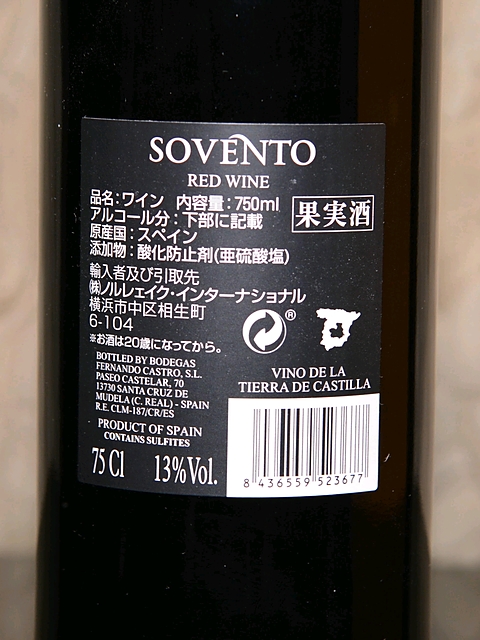 SOVENTO
RED WINE
品名:ワイン 内容量:750ml
アルコール分:下部に記載
果実酒
原産国:スペイン
添加物:酸化防止剤(亜硫酸塩)
輸入者及び引取先
㈱ノルレェイク・インターナショナル
横浜市中区相生町
6-104
※お酒は20歳になってから。
®
BOTTLED BY BODEGAS
FERNANDO CASTRO, S.L.
PASEO CASTELAR, 70
13730 SANTA CRUZ DE
MUDELA (C. REAL) - SPAIN
R.E. CLM-187/CR/ES
VINO DE LA
TIERRA DE CASTILLA
PRODUCT OF SPAIN
CONTAINS SULFITES
75 Cl 13% Vol.
8 436559 523677